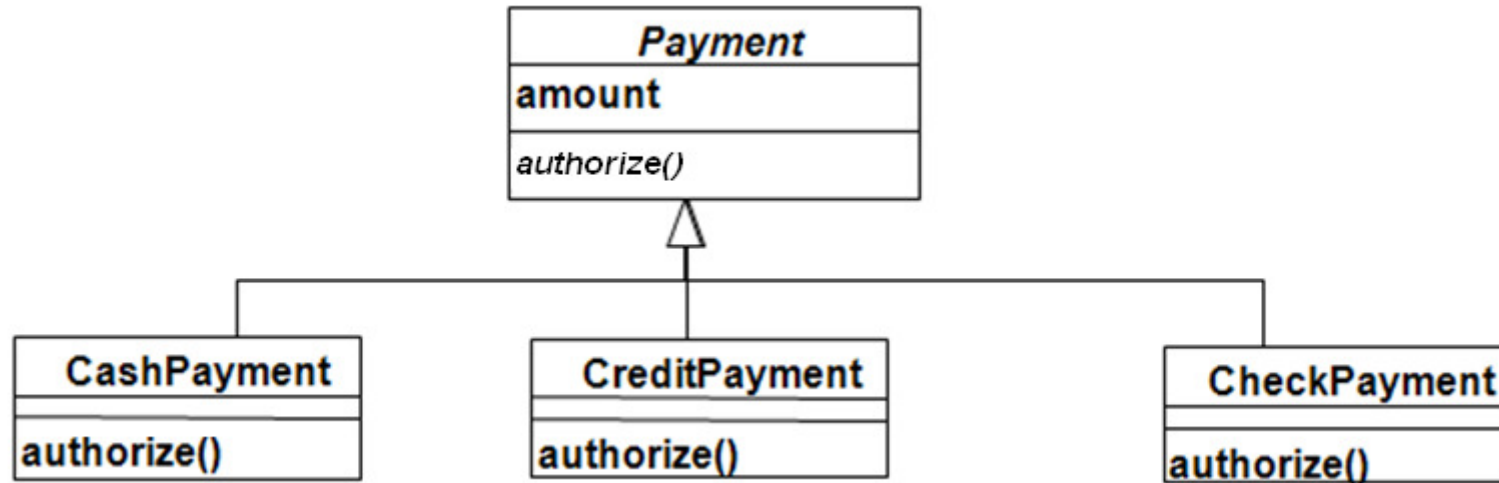 Payment
amount
authorize()
CashPayment
authorize()
CreditPayment
authorize()
CheckPayment
authorize()